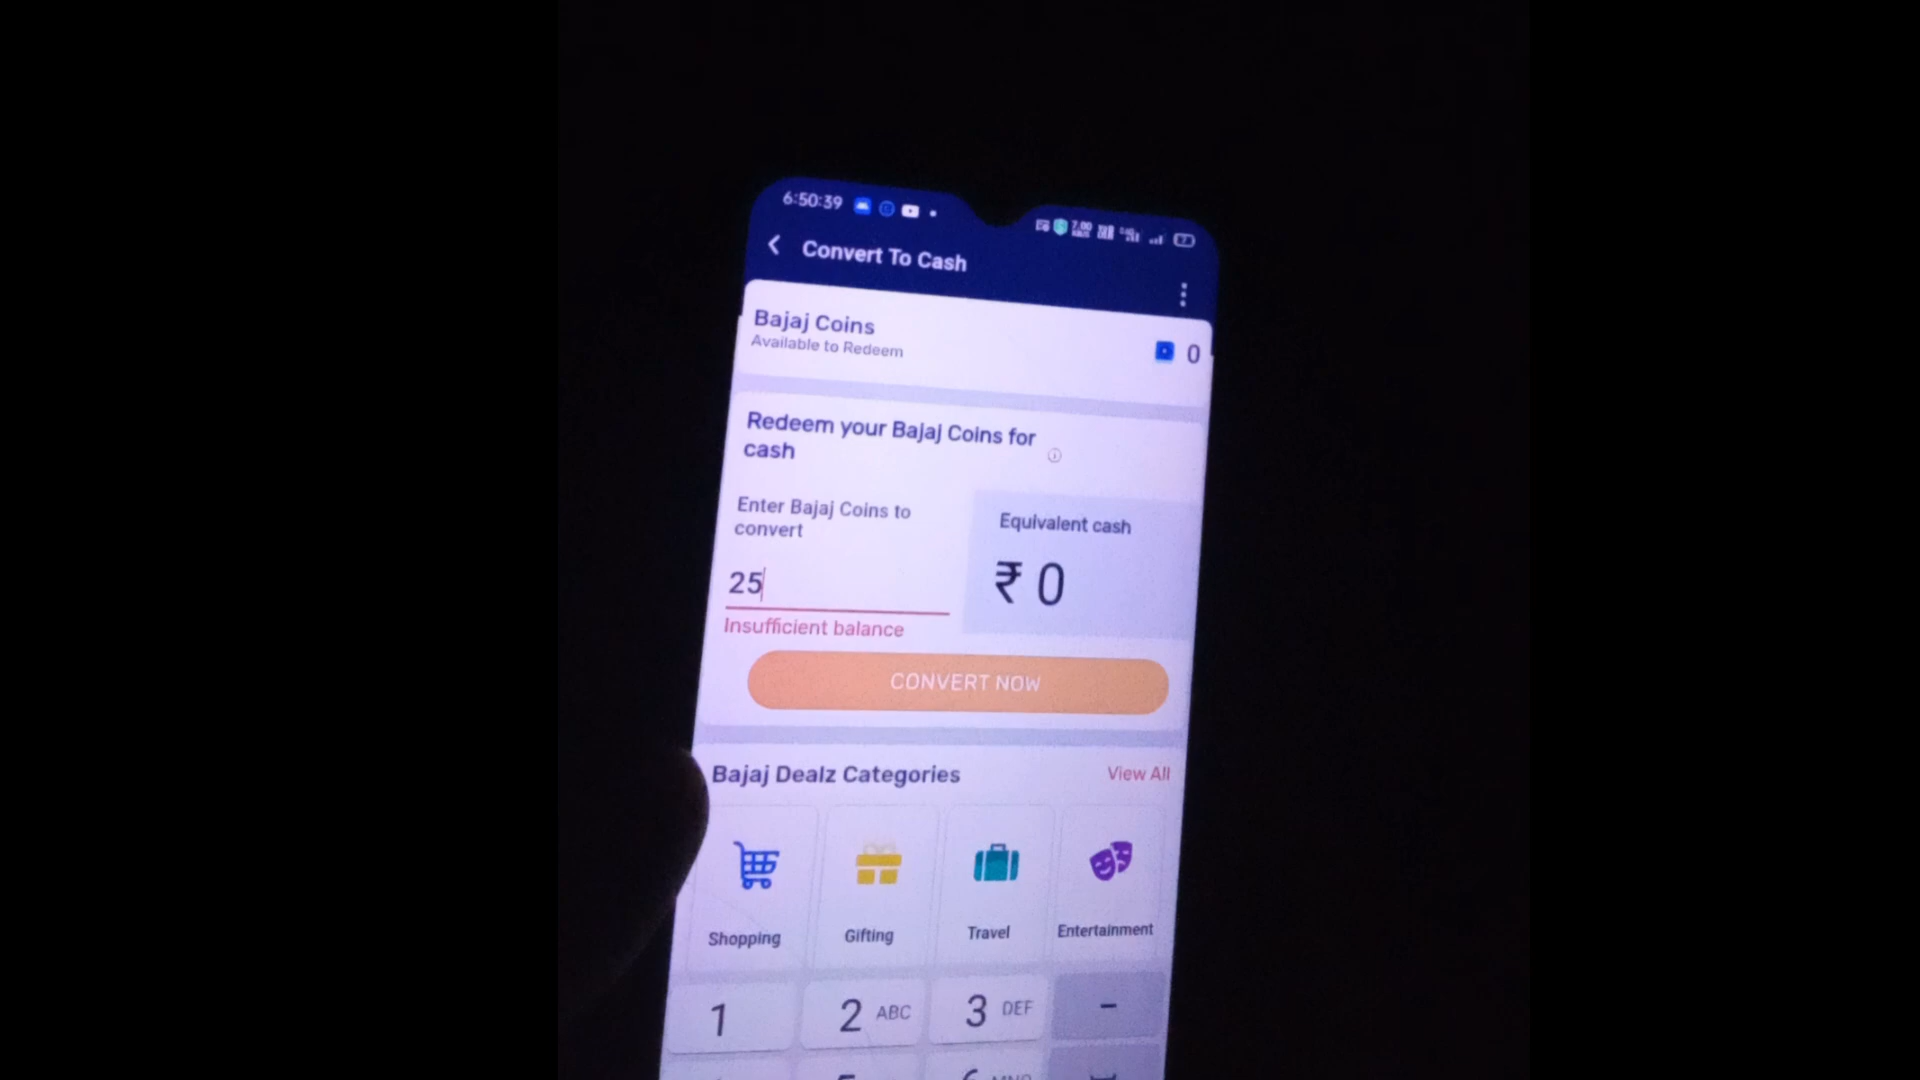 6:50:39
Convert To Cash
Bajaj Coins
Available to Redeem
0
Redeem your Bajaj Coins for
cash
Enter Bajaj Coins to
convert
25
Insufficient balance
Equivalent cash
₹ 0
CONVERT NOW
Bajaj Dealz Categories
View All
Shopping
Gifting
Travel
Entertainment
1
2 ABC
3 DEF
-